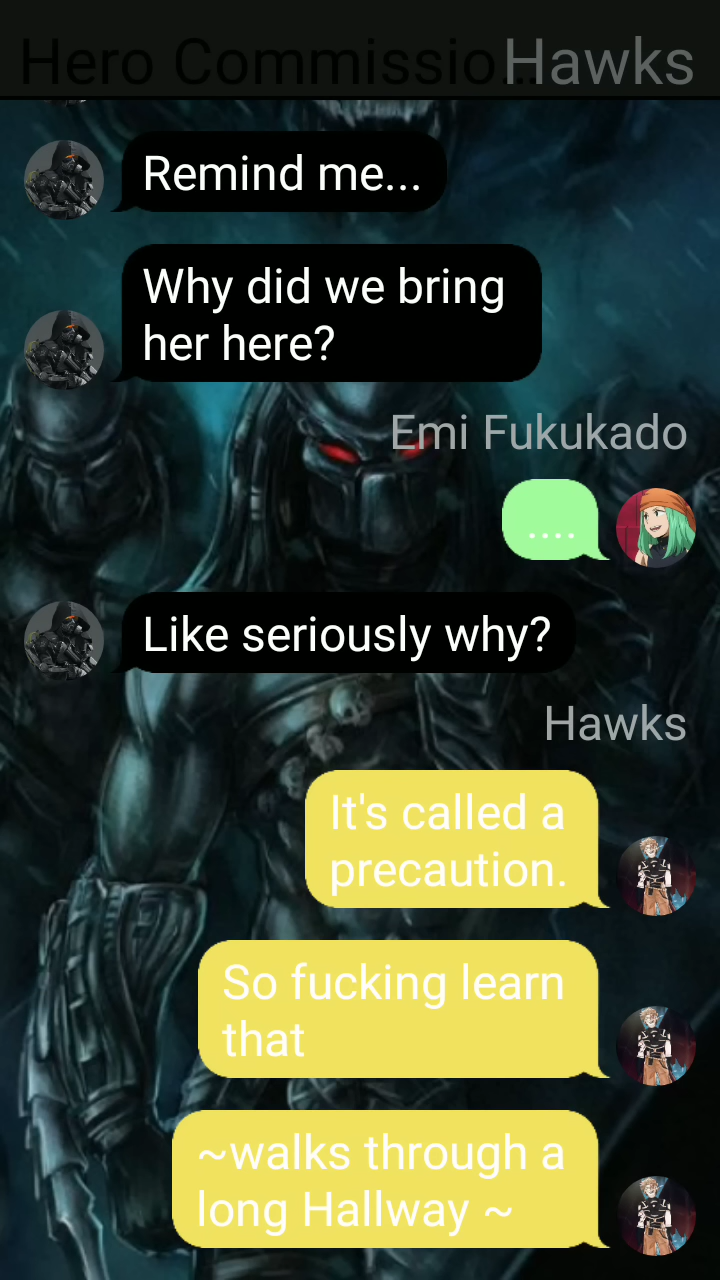 Hero Commissio... Hawks
Remind me...
Why did we bring
her here?
Emi Fukukado
....
Like seriously why?
Hawks
It's called a
precaution.
So fucking learn
that
~walks through a
long Hallway ~